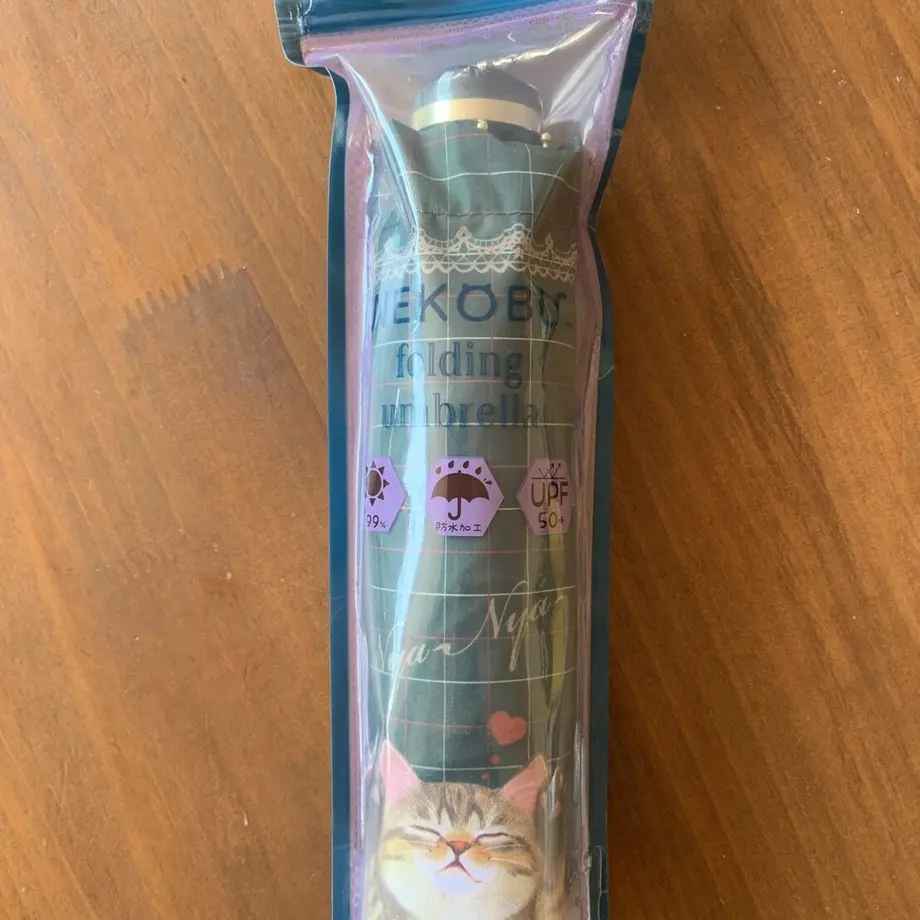 NEKOBU
folding
umbrella
99%
防水加工
UPF
50+
Nya~Nya~